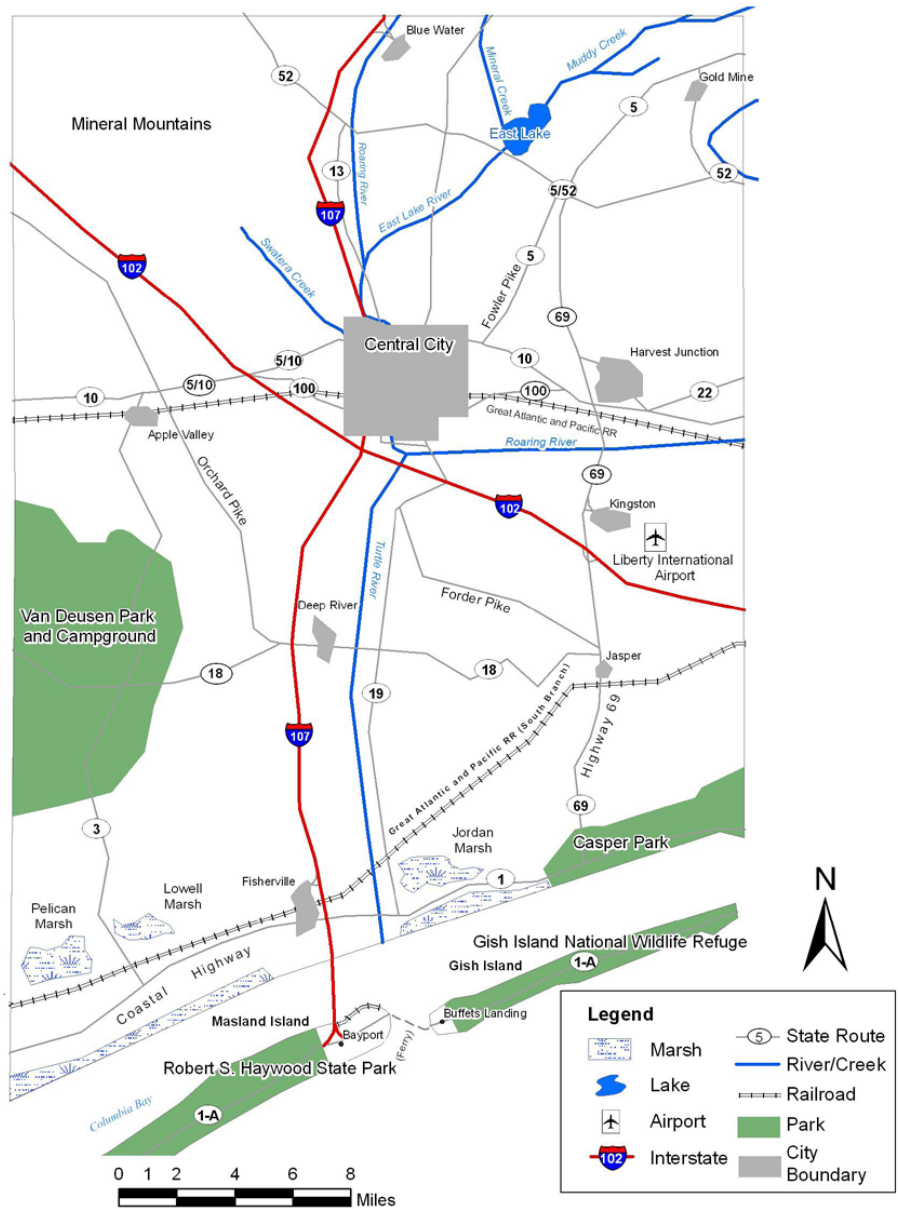 Blue Water
52
Mineral Creek
Muddy Creek
Gold Mine
5
Mineral Mountains
East Lake
13
Roaring River
52
5/52
107
East Lake River
Swatera Creek
102
5
Fowler Pike
69
Central City
5/10
10
Harvest Junction
5/10
100
100
22
10
Great Atlantic and Pacific RR
Apple Valley
Roaring River
Orchard Pike
69
102
Kingston
Turtle River
Liberty International
Airport
Forder Pike
Deep River
Van Deusen Park
and Campground
Jasper
18
18
19
107
Great Atlantic and Pacific RR (South Branch)
Highway 69
69
3
Jordan
Marsh
Casper Park
1
Fisherville
Lowell
Marsh
Pelican
Marsh
N
Gish Island National Wildlife Refuge
Gish Island
1-A
Coastal Highway
Buffets Landing
Masland Island
Bayport
(Ferry)
Robert S. Haywood State Park
1-A
Columbia Bay
0 1 2 4 6 8
Miles
Legend
Marsh
Lake
Airport
102
Interstate
5
State Route
River/Creek
Railroad
Park
City
Boundary